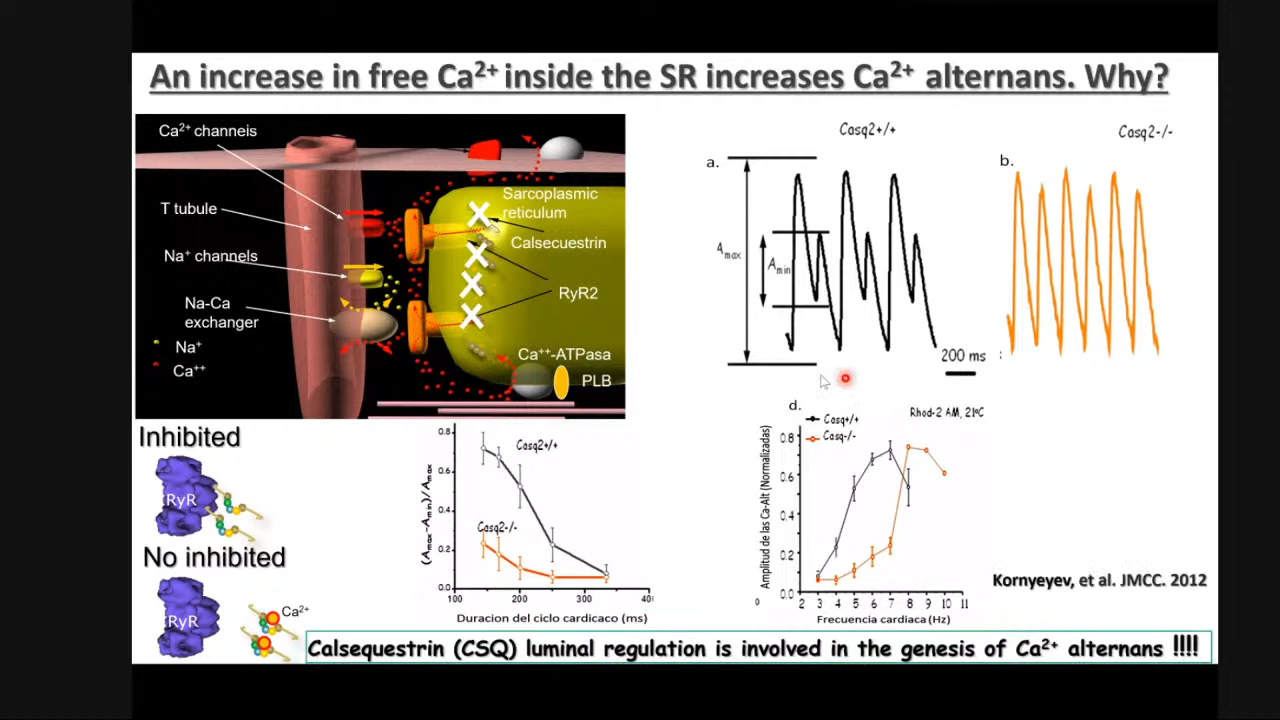 An increase in free Ca2+ inside the SR increases Ca2+ alternans. Why?
Ca2+ channels
T tubule
Na+ channels
Na-Ca
exchanger
Na+
Ca++
Sarcoplasmic
reticulum
Calsecuestrin
RyR2
Ca++-ATPasa
PLB
Casq2+/+
a.
Amax
Amin
200 ms
Casq2-/-
b.
:
Inhibited
RyR
No inhibited
RyR
Ca2+
(Amax-Amin)/Amax
0.8
0.6
0.4
0.2
0.0
Casq2+/+
Casq2-/-
100 200 300 40
Duracion del ciclo cardicaco (ms)
d.
Casq+/+
Casq-/-
Rhod-2 AM, 21ºC
Amplitud de las Ca-Alt (Normalizadas)
0.8
0.6
0.4
0.2
0.0
0
2 3 4 5 6 7 8 9 10 11
Frecuencia cardiaca (Hz)
Kornyeyev, et al. JMCC. 2012
Calsequestrin (CSQ) luminal regulation is involved in the genesis of Ca2+ alternans !!!!